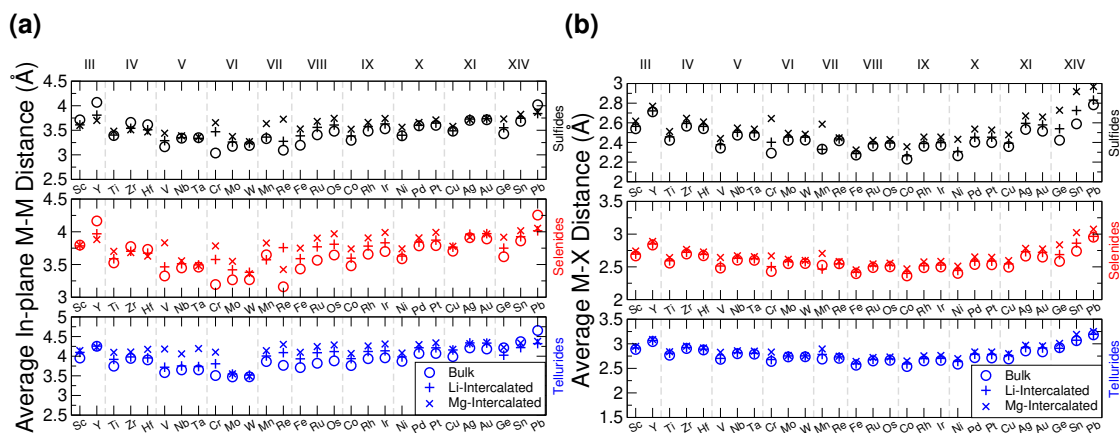 (a)
III IV V VI VII VIII IX X XI XIV
Average In-plane M-M Distance (Å)
4.5
4
3.5
3
2.5
Sc Y Ti Zr Hf V Nb Ta Cr Mo W Mn Re Fe Ru Os Co Rh Ir Ni Pd Pt Cu Ag Au Ge Sn Pb
Sulfides
4.5
4
3.5
3
Sc Y Ti Zr Hf V Nb Ta Cr Mo W Mn Re Fe Ru Os Co Rh Ir Ni Pd Pt Cu Ag Au Ge Sn Pb
Selenides
5
4.5
4
3.5
3
2.5
Bulk
Li-Intercalated
Mg-Intercalated
Sc Y Ti Zr Hf V Nb Ta Cr Mo W Mn Re Fe Ru Os Co Rh Ir Ni Pd Pt Cu Ag Au Ge Sn Pb
Tellurides
(b)
III IV V VI VII VIII IX X XI XIV
Average M-X Distance (Å)
3
2.8
2.6
2.4
2.2
2
Sc Y Ti Zr Hf V Nb Ta Cr Mo W Mn Re Fe Ru Os Co Rh Ir Ni Pd Pt Cu Ag Au Ge Sn Pb
Sulfides
3.5
3
2.5
2
Sc Y Ti Zr Hf V Nb Ta Cr Mo W Mn Re Fe Ru Os Co Rh Ir Ni Pd Pt Cu Ag Au Ge Sn Pb
Selenides
3.5
3
2.5
2
1.5
Bulk
Li-Intercalated
Mg-Intercalated
Sc Y Ti Zr Hf V Nb Ta Cr Mo W Mn Re Fe Ru Os Co Rh Ir Ni Pd Pt Cu Ag Au Ge Sn Pb
Tellurides